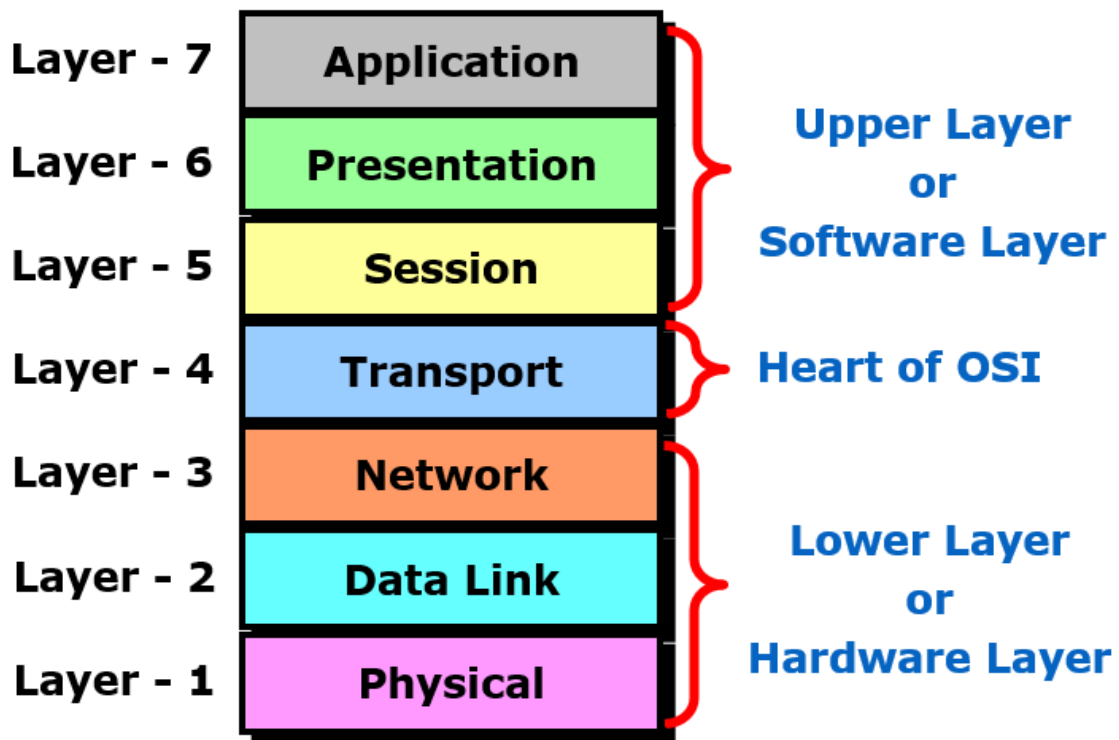 Layer - 7
Application
Layer - 6
Presentation
Layer - 5
Session
Upper Layer
or
Software Layer
Layer - 4
Transport
Heart of OSI
Layer - 3
Network
Layer - 2
Data Link
Layer - 1
Physical
Lower Layer
or
Hardware Layer